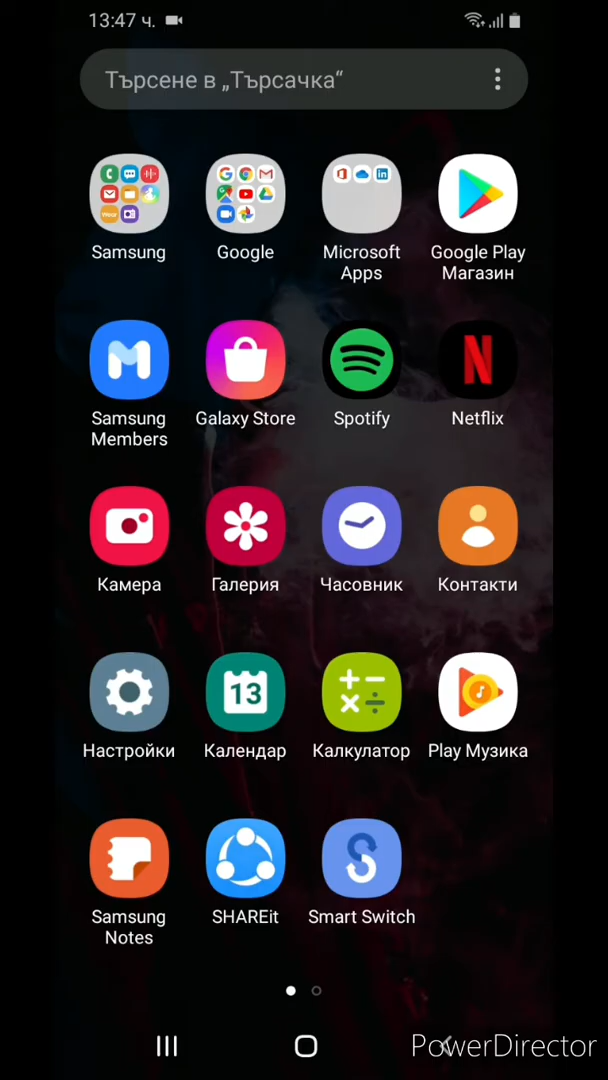 13:47 ч.
Търсене в „Търсачка“
Samsung
Google
Microsoft Apps
Google Play Магазин
Samsung Members
Galaxy Store
Spotify
Netflix
Камера
Галерия
Часовник
Контакти
13
Настройки
Календар
Калкулатор
Play Музика
Samsung Notes
SHAREit
Smart Switch
PowerDirector